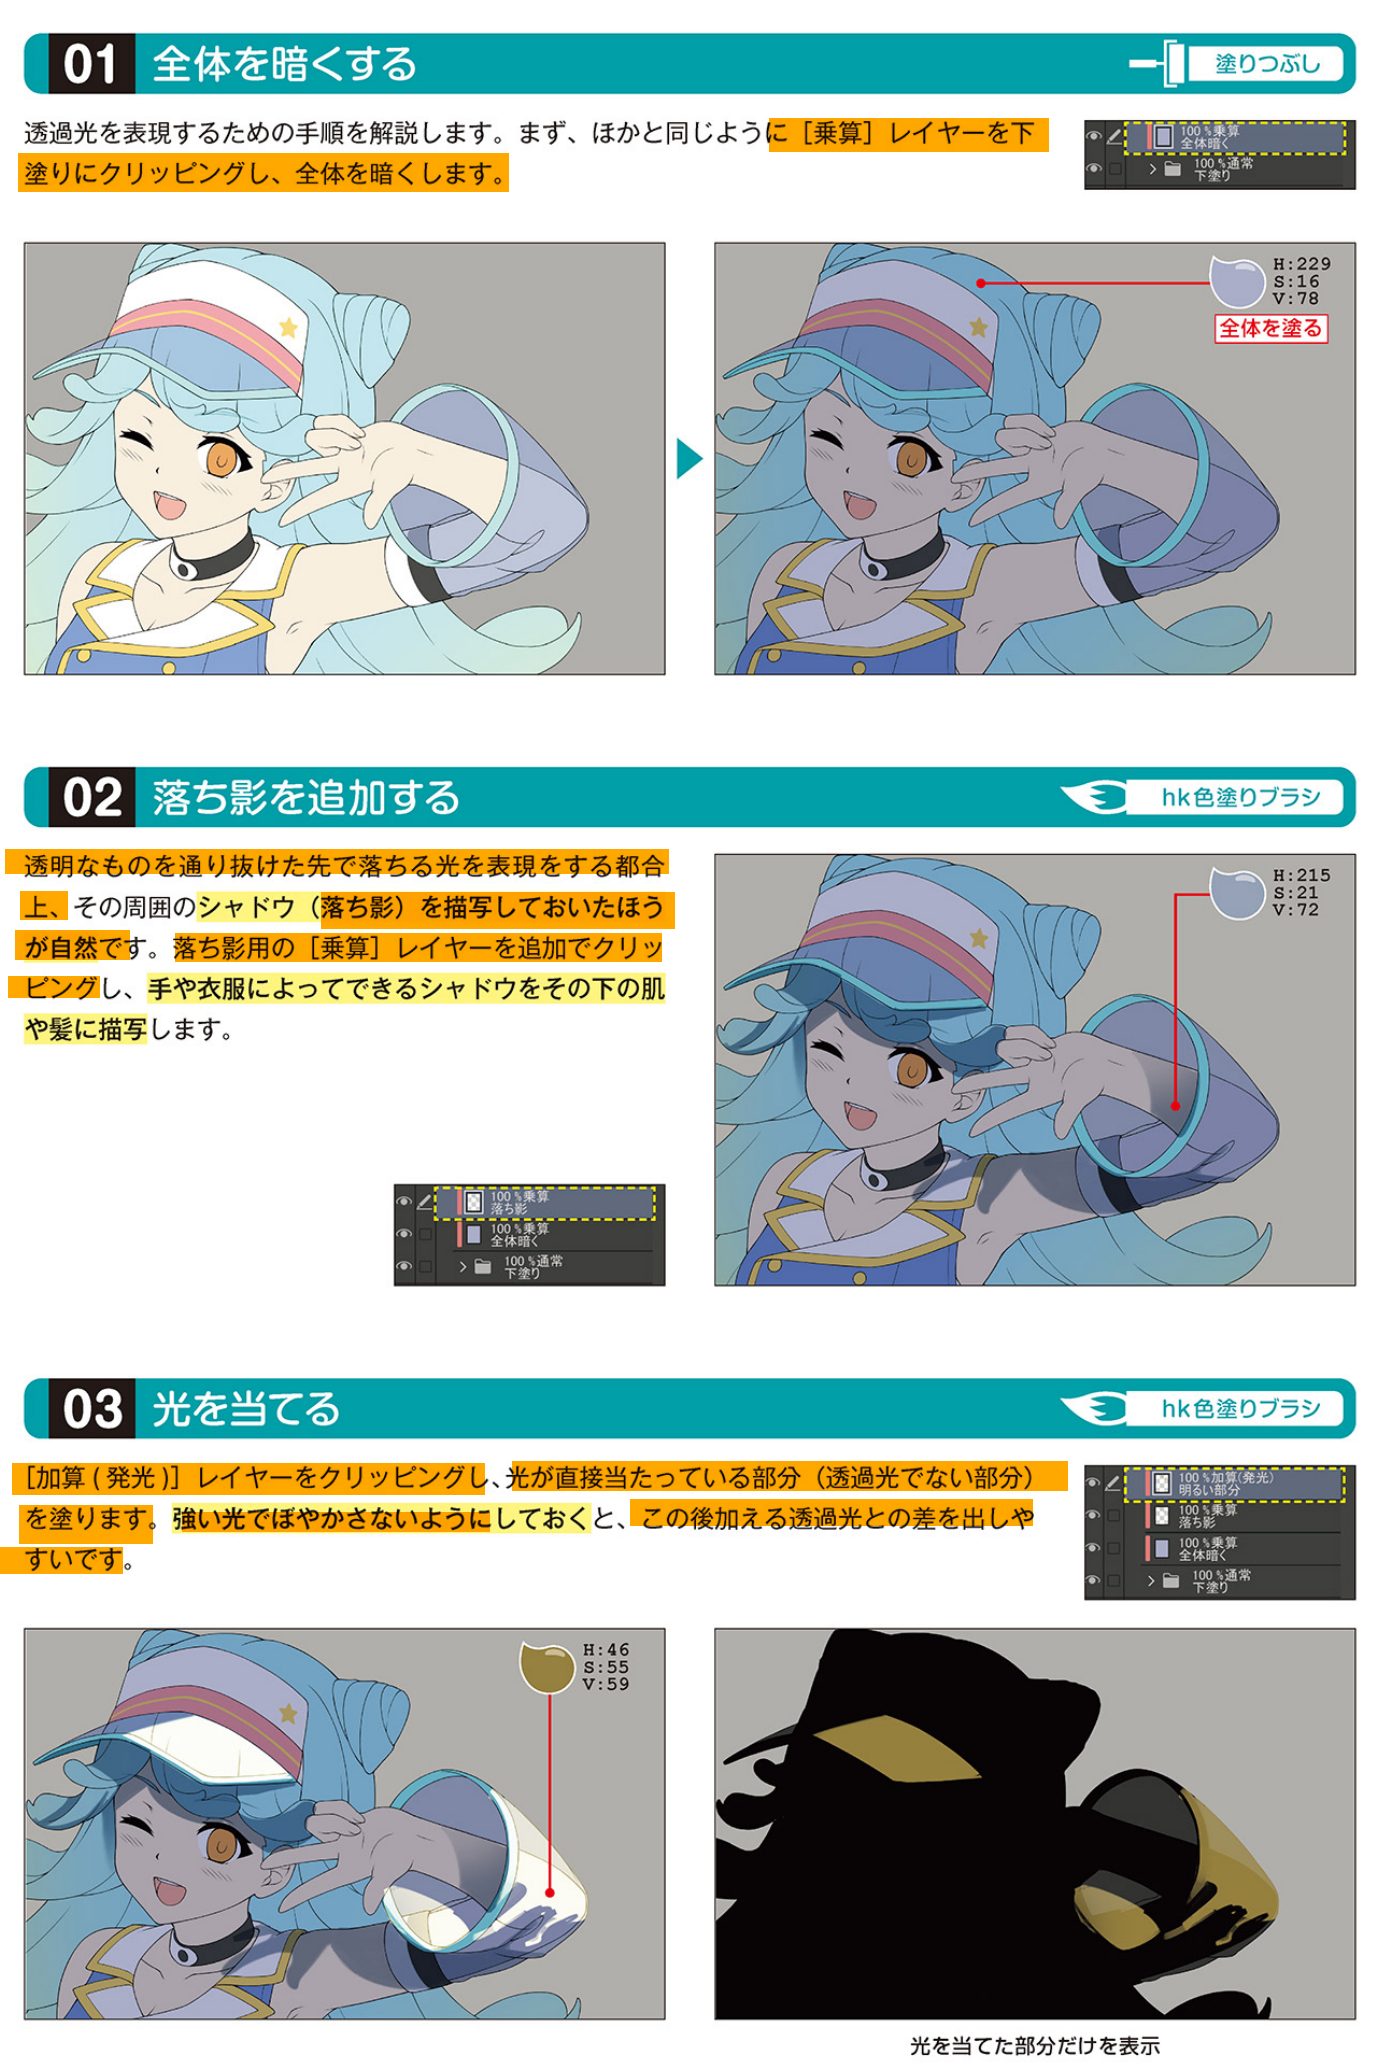 01 全体を暗くする 塗りつぶし
透過光を表現するための手順を解説します。まず、ほかと同じように［乗算］レイヤーを下
塗りにクリッピングし、全体を暗くします。
100 %乗算
全体暗く
100 %通常
下塗り
H:229
S:16
V:78
全体を塗る
02 落ち影を追加する hk色塗りブラシ
透明なものを通り抜けた先で落ちる光を表現をする都合
上、その周囲のシャドウ（落ち影）を描写しておいたほう
が自然です。落ち影用の［乗算］レイヤーを追加でクリッ
ピングし、手や衣服によってできるシャドウをその下の肌
や髪に描写します。
100 %乗算
落ち影
100 %乗算
全体暗く
100 %通常
下塗り
H:215
S:21
V:72
03 光を当てる hk色塗りブラシ
［加算 ( 発光 )］レイヤーをクリッピングし、光が直接当たっている部分（透過光でない部分）
を塗ります。強い光でぼやかさないようにしておくと、この後加える透過光との差を出しや
すいです。
100 %加算(発光)
明るい部分
100 %乗算
落ち影
100 %乗算
全体暗く
100 %通常
下塗り
H:46
S:55
V:59
光を当てた部分だけを表示